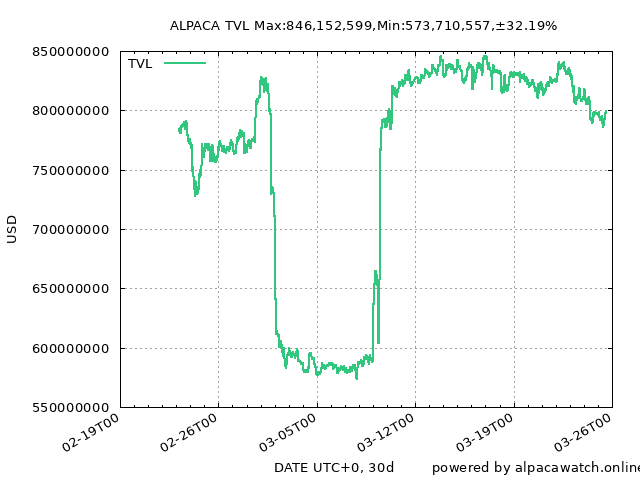 ALPACA TVL Max:846,152,599,Min:573,710,557,±32.19%
TVL
850000000
800000000
750000000
700000000
650000000
600000000
550000000
USD
02-19T00
02-26T00
03-05T00
03-12T00
03-19T00
03-26T00
DATE UTC+0, 30d
powered by alpacawatch.online